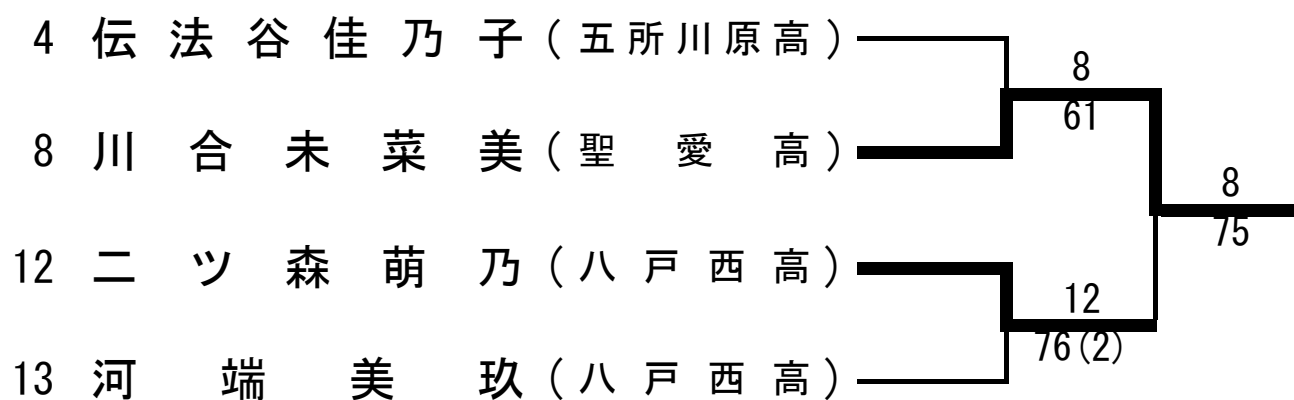 4 伝法谷佳乃子(五所川原高)
8
61
8 川合未菜美(聖愛高)
8
75
12 二ツ森萌乃(八戸西高)
12
76(2)
13 河端美玖(八戸西高)